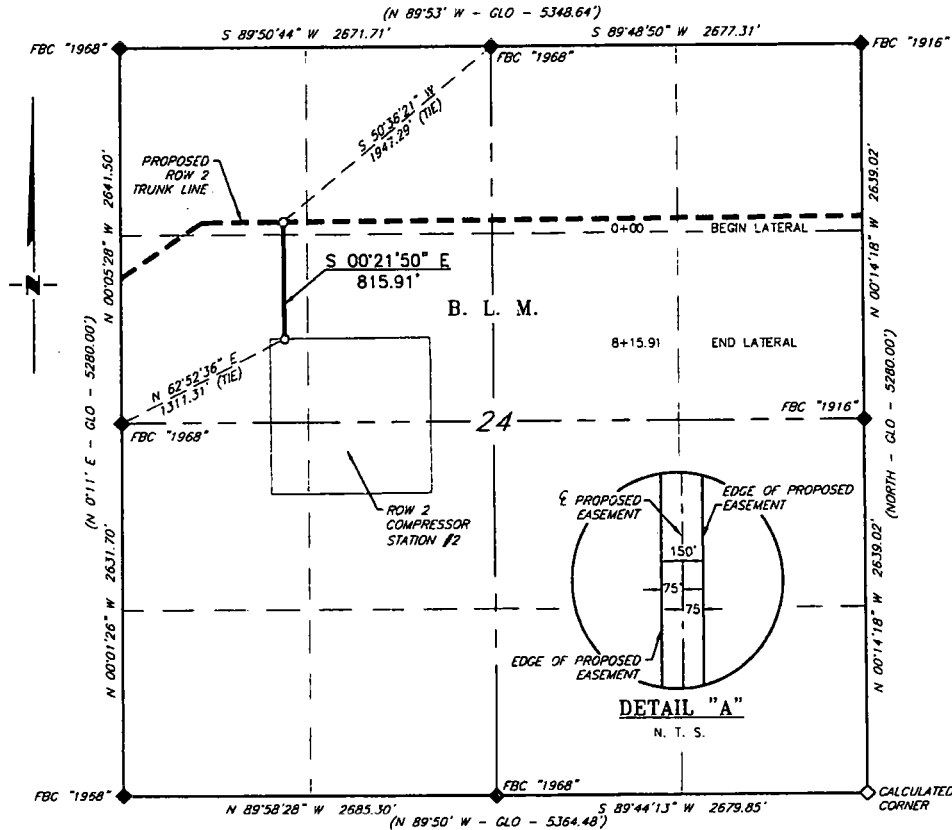 (N 89°53' W - GLO - 5348.64')
S 89°50'44" W 2671.71'
S 89°48'50" W 2677.31'
FBC "1968"
FBC "1968"
FBC "1916"
S 50°36'21" W
1947.29' (TIE)
PROPOSED
ROW 2
TRUNK LINE
N 00°05'28" W 2641.50'
N 00°14'18" W 2639.02'
0+00 BEGIN LATERAL
S 00°21'50" E
815.91'
N
B. L. M.
8+15.91 END LATERAL
N 62°52'36" E
1311.31' (TIE)
(N 0°11' E - GLO - 5280.00')
(NORTH - GLO - 5280.00')
FBC "1916"
FBC "1968"
24
ROW 2
COMPRESSOR
STATION #2
℄ PROPOSED
EASEMENT
EDGE OF PROPOSED
EASEMENT
150'
75'
75'
EDGE OF PROPOSED
EASEMENT
DETAIL "A"
N. T. S.
N 00°01'26" W 2631.70'
N 00°14'18" W 2639.02'
FBC "1968"
FBC "1968"
CALCULATED
CORNER
N 89°58'28" W 2685.30'
S 89°44'13" W 2679.85'
(N 89°50' W - GLO - 5364.48')